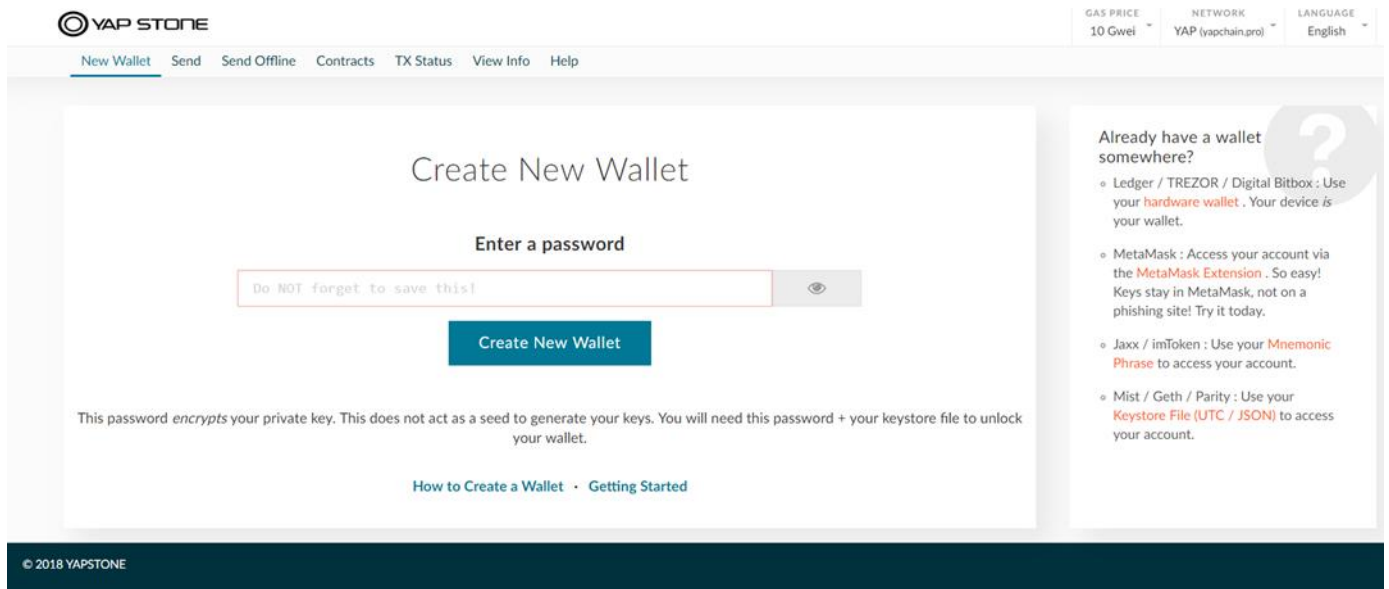 YAP STONE
GAS PRICE
10 Gwei
NETWORK
YAP (yapchain.pro)
LANGUAGE
English
New Wallet Send Send Offline Contracts TX Status View Info Help
Create New Wallet
Enter a password
Do NOT forget to save this!
Create New Wallet
This password encrypts your private key. This does not act as a seed to generate your keys. You will need this password + your keystore file to unlock
your wallet.
How to Create a Wallet · Getting Started
?
Already have a wallet
somewhere?
Ledger / TREZOR / Digital Bitbox : Use
your hardware wallet . Your device is
your wallet.
MetaMask : Access your account via
the MetaMask Extension . So easy!
Keys stay in MetaMask, not on a
phishing site! Try it today.
Jaxx / imToken : Use your Mnemonic
Phrase to access your account.
Mist / Geth / Parity : Use your
Keystore File (UTC / JSON) to access
your account.
© 2018 YAPSTONE